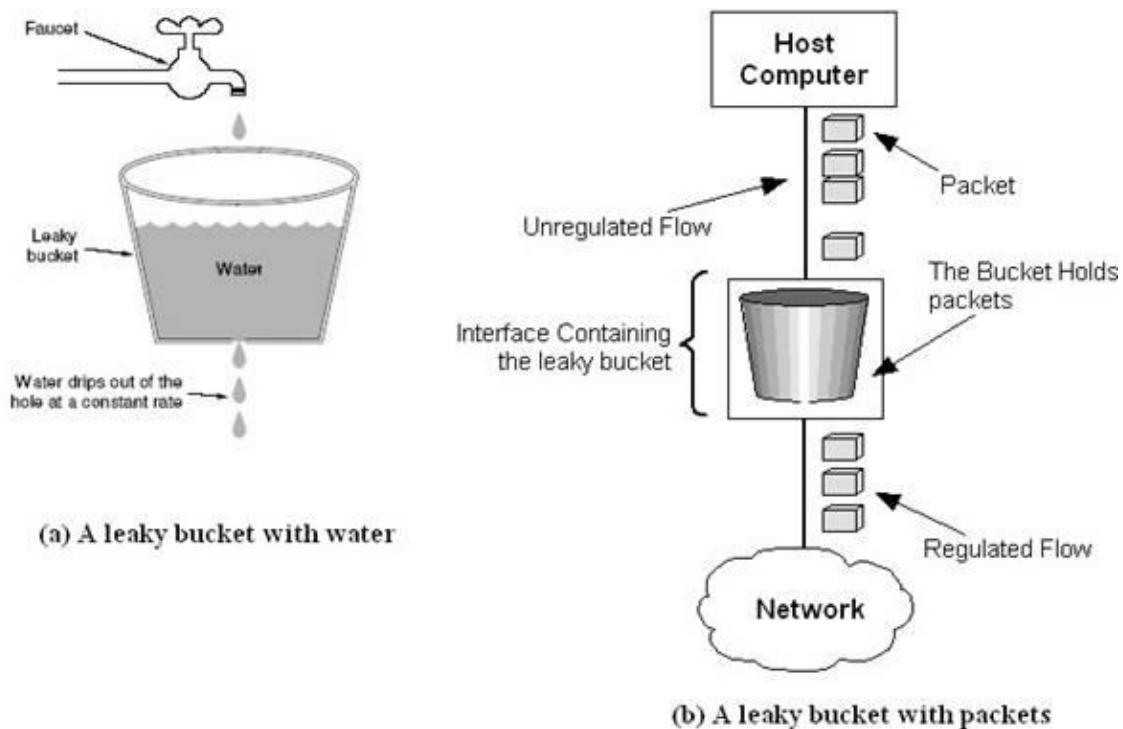 Faucet
Leaky
bucket
Water
Water drips out of the
hole at a constant rate
(a) A leaky bucket with water
Host
Computer
Packet
Unregulated Flow
The Bucket Holds
packets
Interface Containing
the leaky bucket
Regulated Flow
Network
(b) A leaky bucket with packets